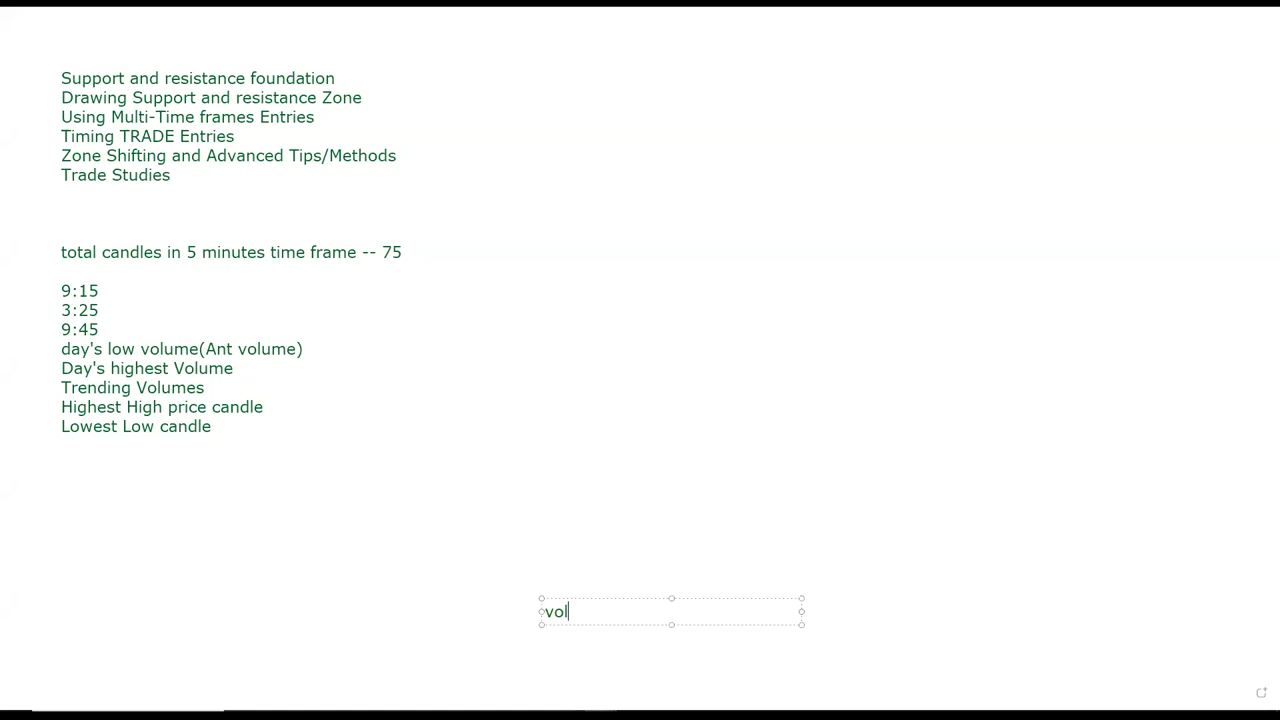 Support and resistance foundation
Drawing Support and resistance Zone
Using Multi-Time frames Entries
Timing TRADE Entries
Zone Shifting and Advanced Tips/Methods
Trade Studies
total candles in 5 minutes time frame -- 75
9:15
3:25
9:45
day's low volume(Ant volume)
Day's highest Volume
Trending Volumes
Highest High price candle
Lowest Low candle
vol